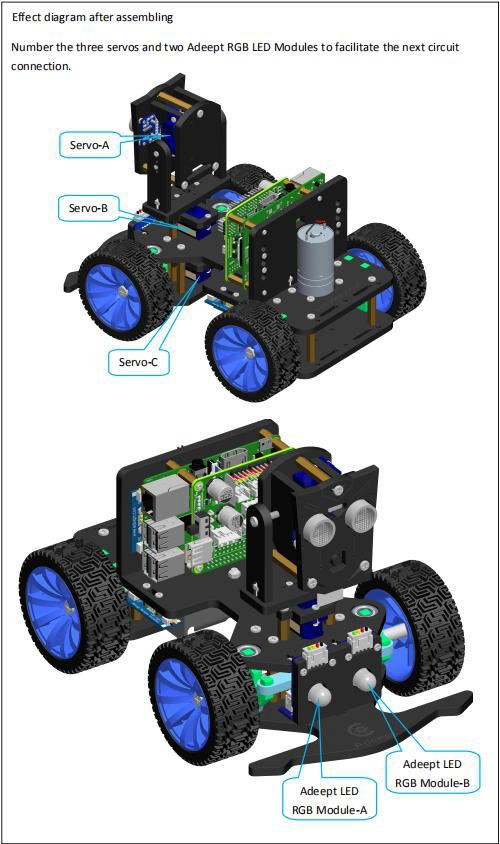 Effect diagram after assembling
Number the three servos and two Adeept RGB LED Modules to facilitate the next circuit
connection.
Servo-A
Servo-B
Servo-C
Adeept LED
RGB Module-B
Adeept LED
RGB Module-A